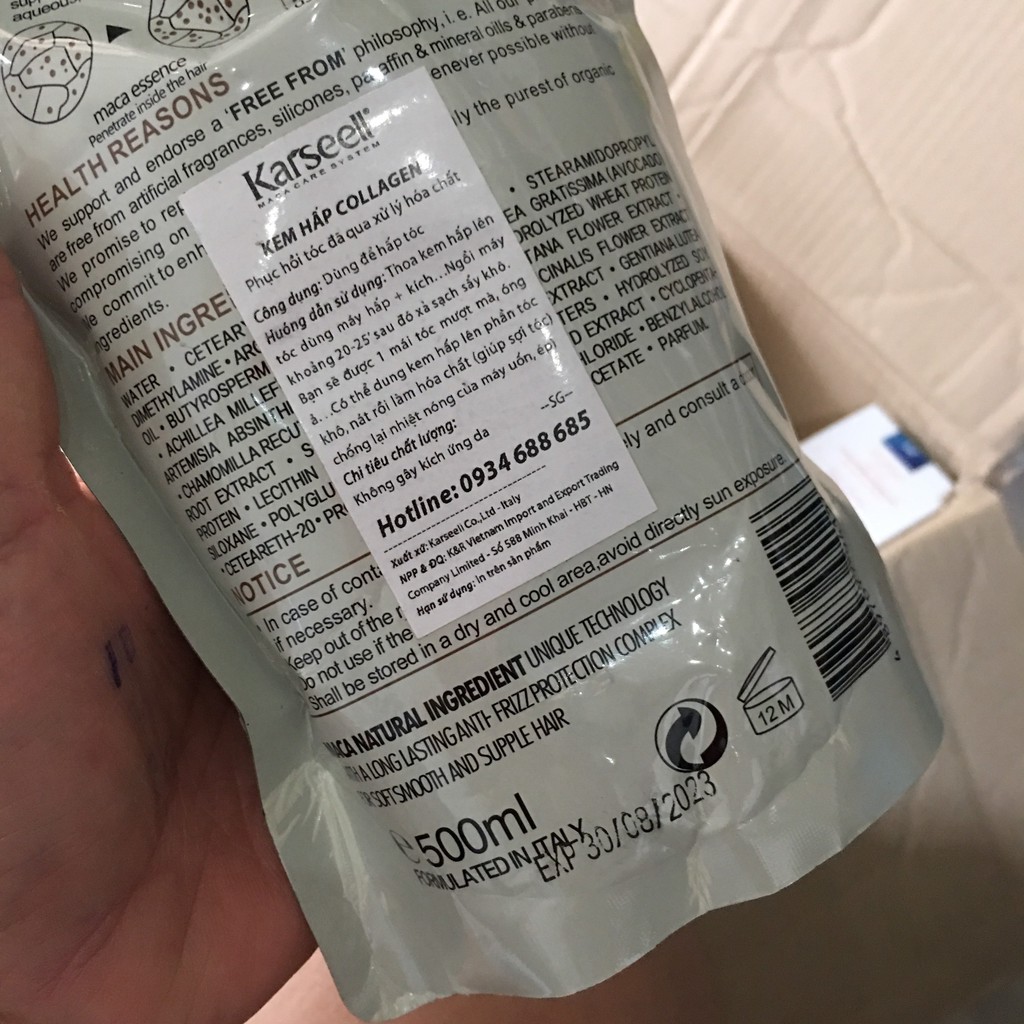 aqueous
maca essence
Penetrate inside the hair
HEALTH REASONS
We support and endorse a 'FREE FROM' philosophy, i. e. All our
are free from artificial fragrances, silicones, paraffin & mineral oils & parabens
We promise to rep enever possible without
compromising on ly the purest of organic
We commit to enh
ingredients.
MAIN INGRE
WATER • CETEARY • STEARAMIDOPROPYL
DIMETHYLAMINE • ARG EA GRATISSIMA (AVOCADO)
OIL • BUTYROSPERM DROLYZED WHEAT PROTEIN
• ACHILLEA MILLEF TANA FLOWER EXTRACT •
ARTEMISIA ABSINTHI CINALIS FLOWER EXTRACT
• CHAMOMILLA RECU EXTRACT • GENTIANA LUTEA
ROOT EXTRACT • S TERS • HYDROLYZED SO
PROTEIN • LECITHIN D EXTRACT • CYCLOPENTA
SILOXANE • POLYGLU HLORIDE • BENZYLALCOHOL
• CETEARETH-20 • PR CETATE • PARFUM.
Karseell
MACA CARE SYSTEM
KEM HẤP COLLAGEN
Phục hồi tóc đã qua xử lý hóa chất
Công dụng: Dùng để hấp tóc
Hướng dẫn sử dụng: Thoa kem hấp lên
tóc dùng máy hấp + kích...Ngồi máy
khoảng 20-25' sau đó xả sạch sấy khô.
Bạn sẽ được 1 mái tóc mượt mà, óng
ả...Có thể dung kem hấp lên phần tóc
khô, nát rồi làm hóa chất (giúp sợi tóc
chống lại nhiệt nóng của máy uốn, ép)
Chỉ tiêu chất lượng:
Không gây kích ứng da --SG--
Hotline: 0934 688 685
Xuất xứ: Karseell Co., Ltd - Italy
NPP & ĐQ: K&R Vietnam Import and Export Trading
Company Limited - Số 588 Minh Khai - HBT - HN
Hạn sử dụng: in trên sản phẩm
NOTICE
In case of conta ly and consult a
if necessary.
Keep out of the r
Do not use if the
Shall be stored in a dry and cool area,avoid directly sun exposure
MACA NATURAL INGREDIENT UNIQUE TECHNOLOGY
WITH A LONG LASTING ANTI- FRIZZ PROTECTION COMPLEX
FOR SOFT SMOOTH AND SUPPLE HAIR
12 M
e 500ml
FORMULATED IN ITALY
EXP 30/08/2023